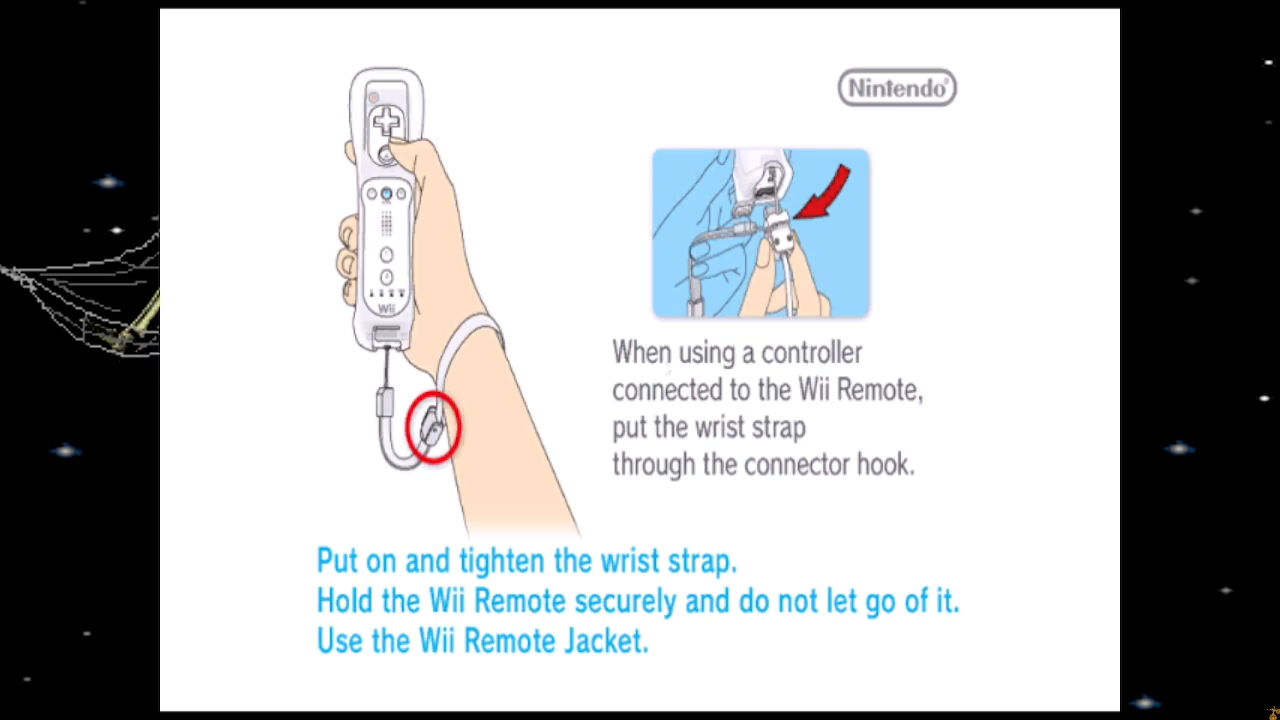 Nintendo®
Wii
When using a controller
connected to the Wii Remote,
put the wrist strap
through the connector hook.
Put on and tighten the wrist strap.
Hold the Wii Remote securely and do not let go of it.
Use the Wii Remote Jacket.